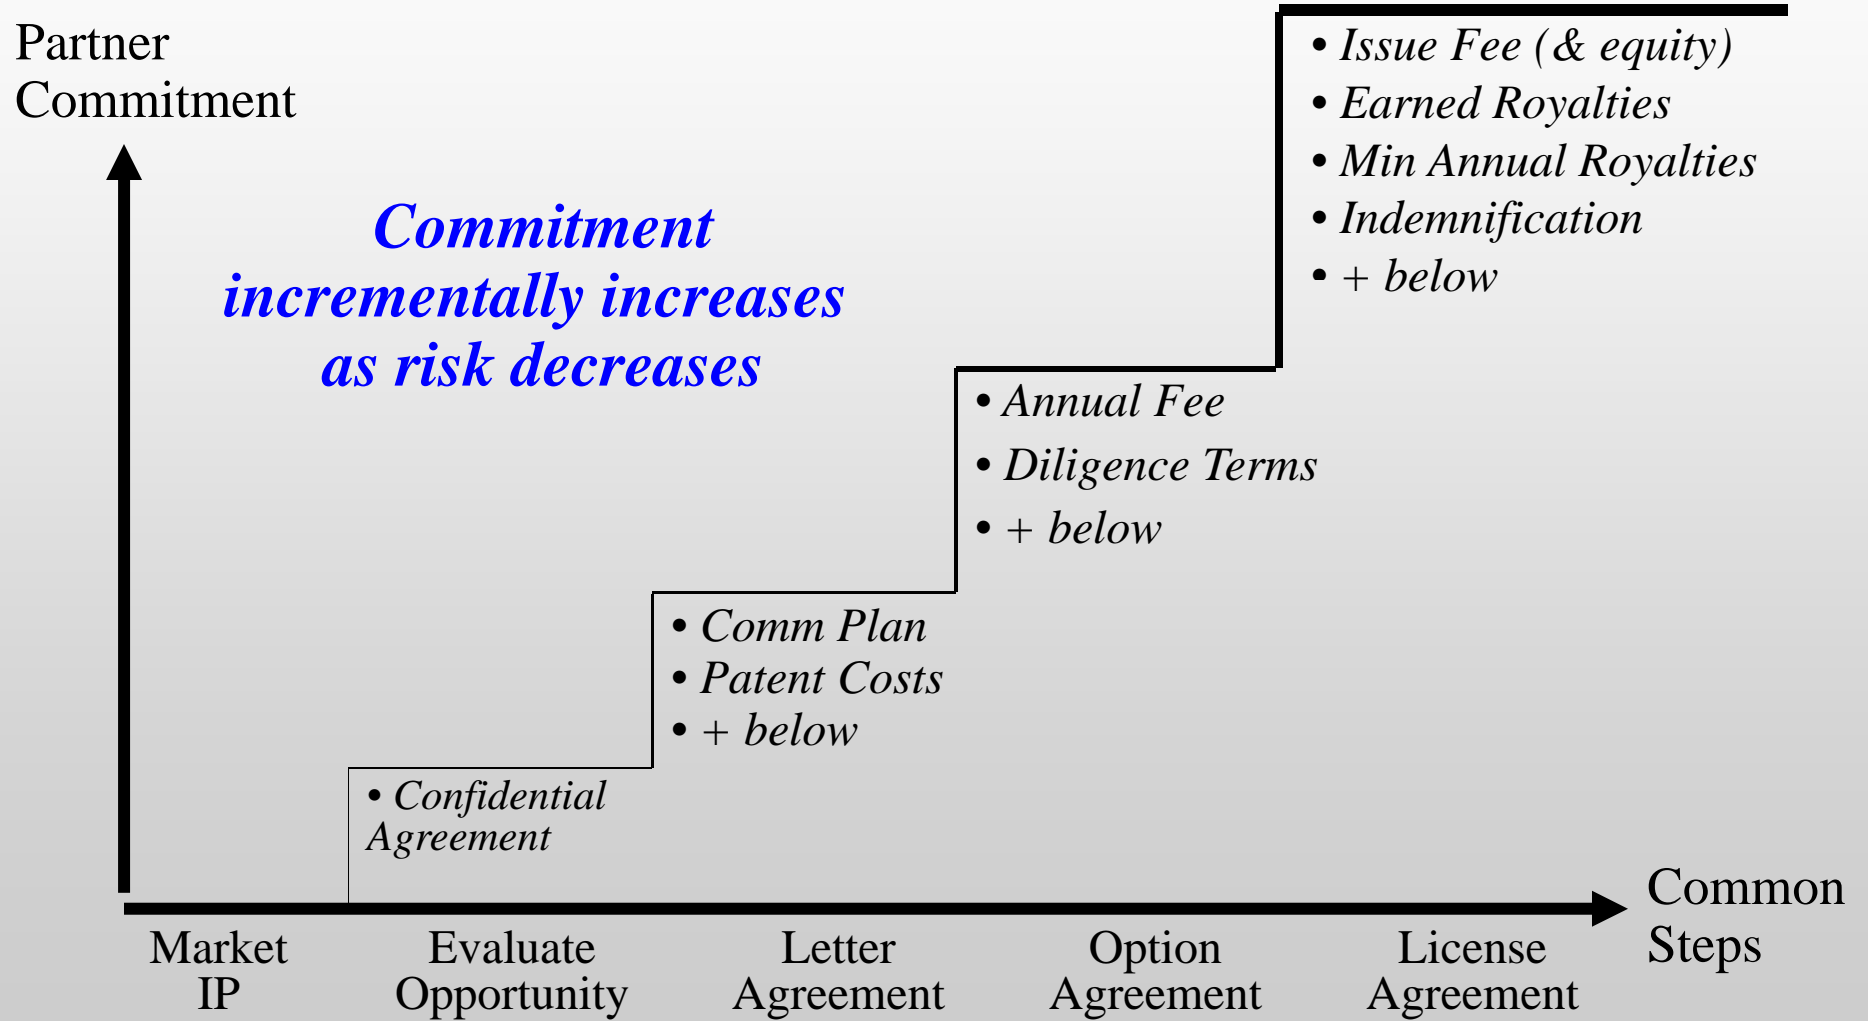 Partner
Commitment
Commitment
incrementally increases
as risk decreases
• Issue Fee (& equity)
• Earned Royalties
• Min Annual Royalties
• Indemnification
• + below
• Annual Fee
• Diligence Terms
• + below
• Comm Plan
• Patent Costs
• + below
• Confidential
Agreement
Market
IP
Evaluate
Opportunity
Letter
Agreement
Option
Agreement
License
Agreement
Common
Steps